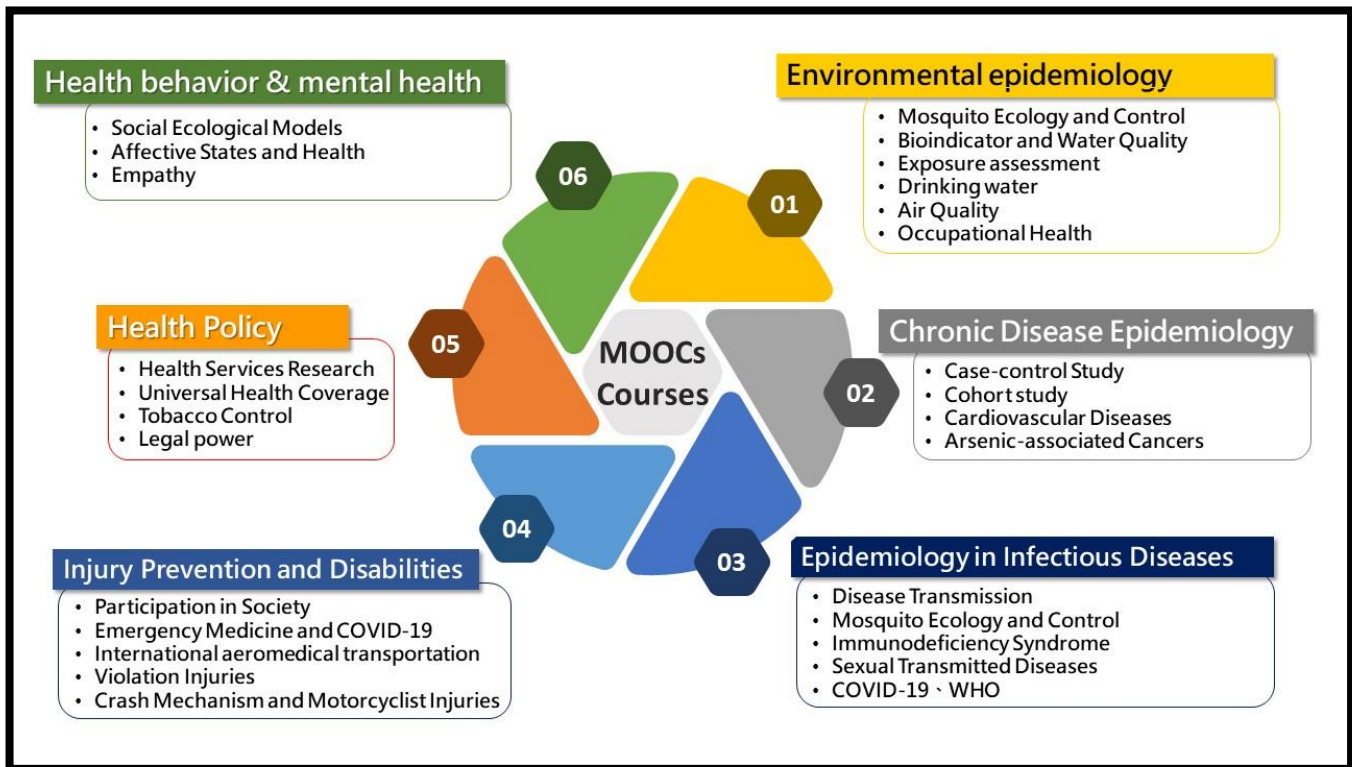 Health behavior & mental health
• Social Ecological Models
• Affective States and Health
• Empathy
06
Environmental epidemiology
• Mosquito Ecology and Control
• Bioindicator and Water Quality
• Exposure assessment
• Drinking water
• Air Quality
• Occupational Health
01
Health Policy
• Health Services Research
• Universal Health Coverage
• Tobacco Control
• Legal power
05
MOOCs
Courses
02
Chronic Disease Epidemiology
• Case-control Study
• Cohort study
• Cardiovascular Diseases
• Arsenic-associated Cancers
04
Injury Prevention and Disabilities
• Participation in Society
• Emergency Medicine and COVID-19
• International aeromedical transportation
• Violation Injuries
• Crash Mechanism and Motorcyclist Injuries
03
Epidemiology in Infectious Diseases
• Disease Transmission
• Mosquito Ecology and Control
• Immunodeficiency Syndrome
• Sexual Transmitted Diseases
• COVID-19、WHO